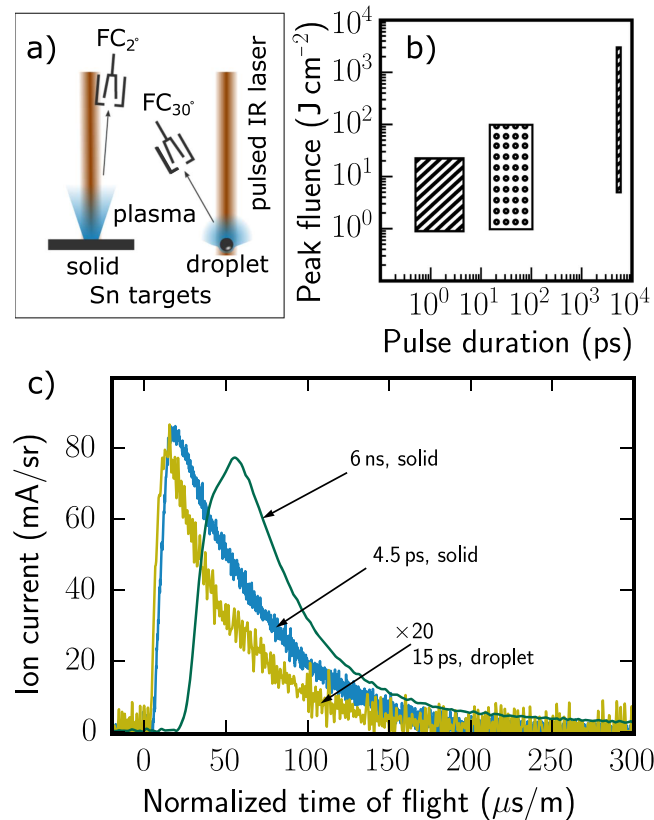 a)
FC2°
FC30°
pulsed IR laser
plasma
solid
droplet
Sn targets
b)
Peak fluence (J cm−2)
10^4
10^3
10^2
10^1
10^0
10^0 10^1 10^2 10^3 10^4
Pulse duration (ps)
c)
Ion current (mA/sr)
80
60
40
20
0
6 ns, solid
4.5 ps, solid
×20
15 ps, droplet
0 50 100 150 200 250 300
Normalized time of flight (μs/m)